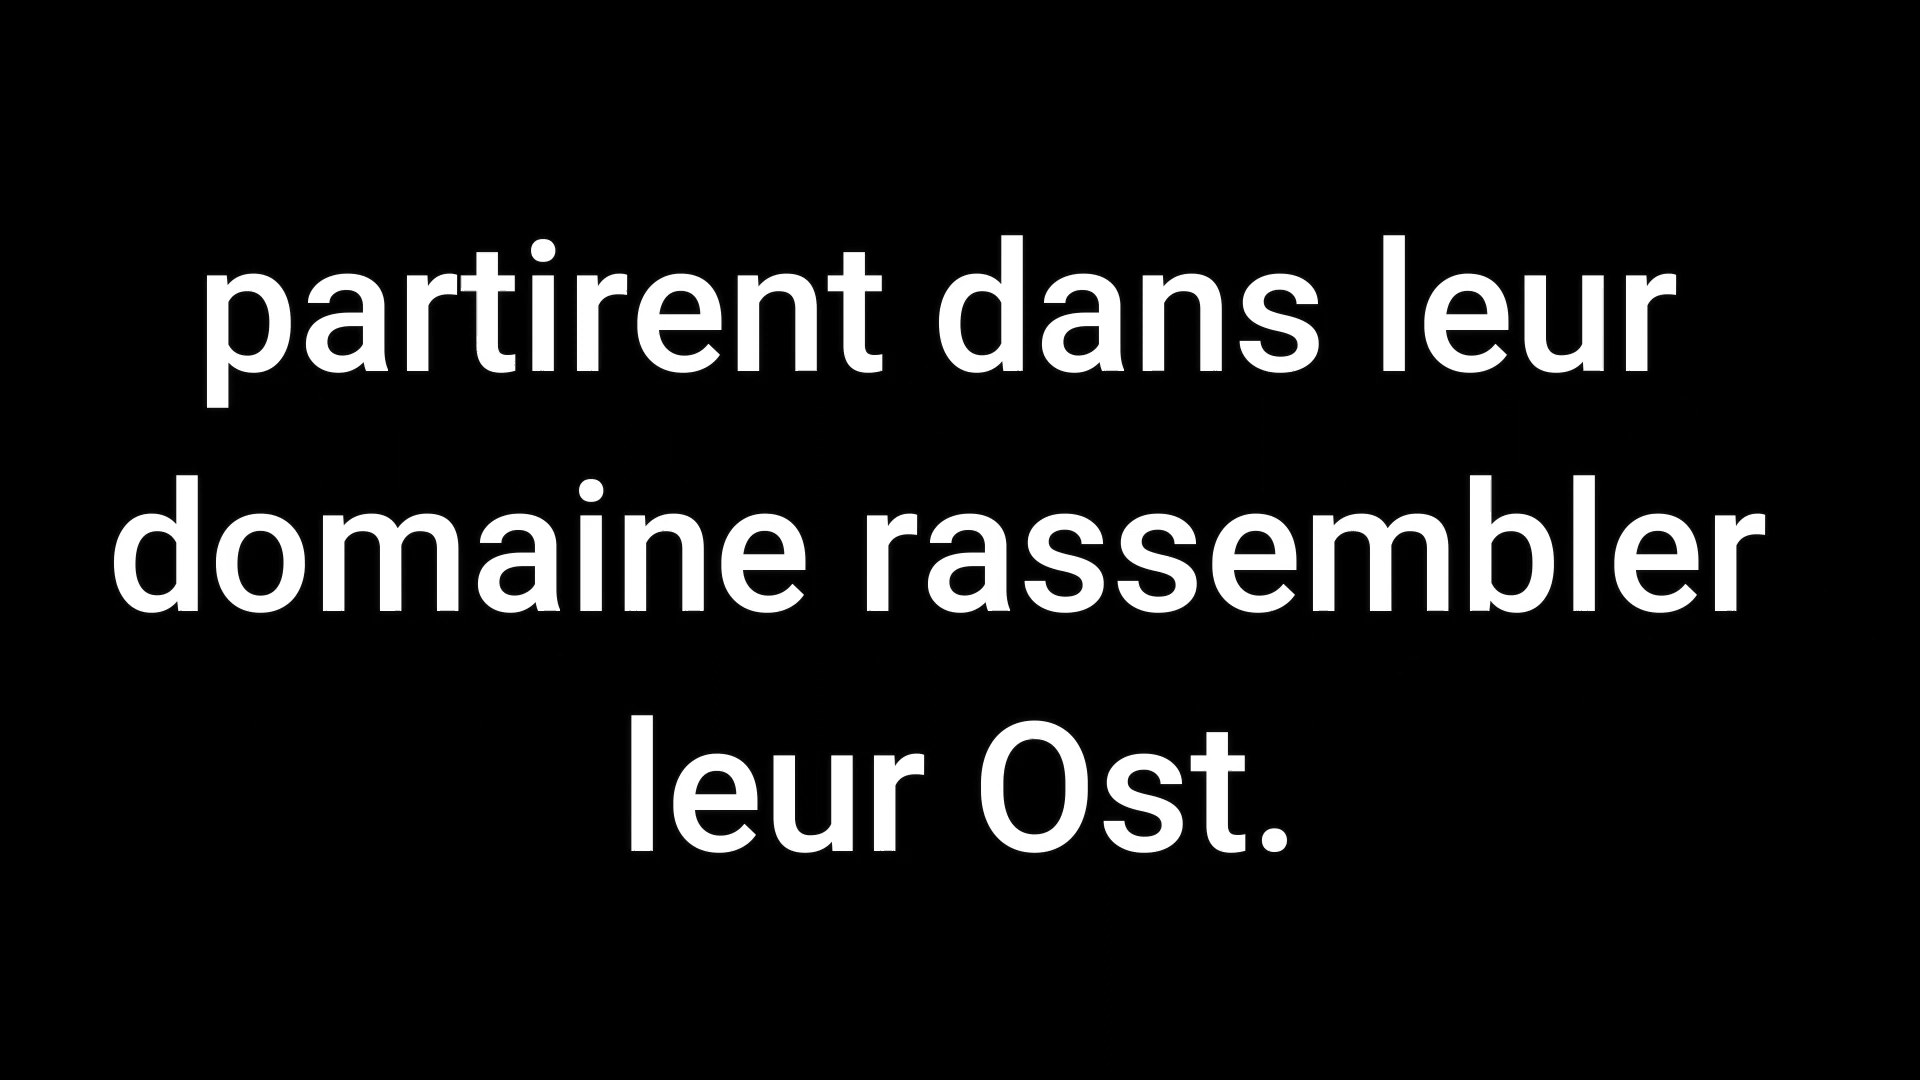 partirent dans leur
domaine rassembler
leur Ost.